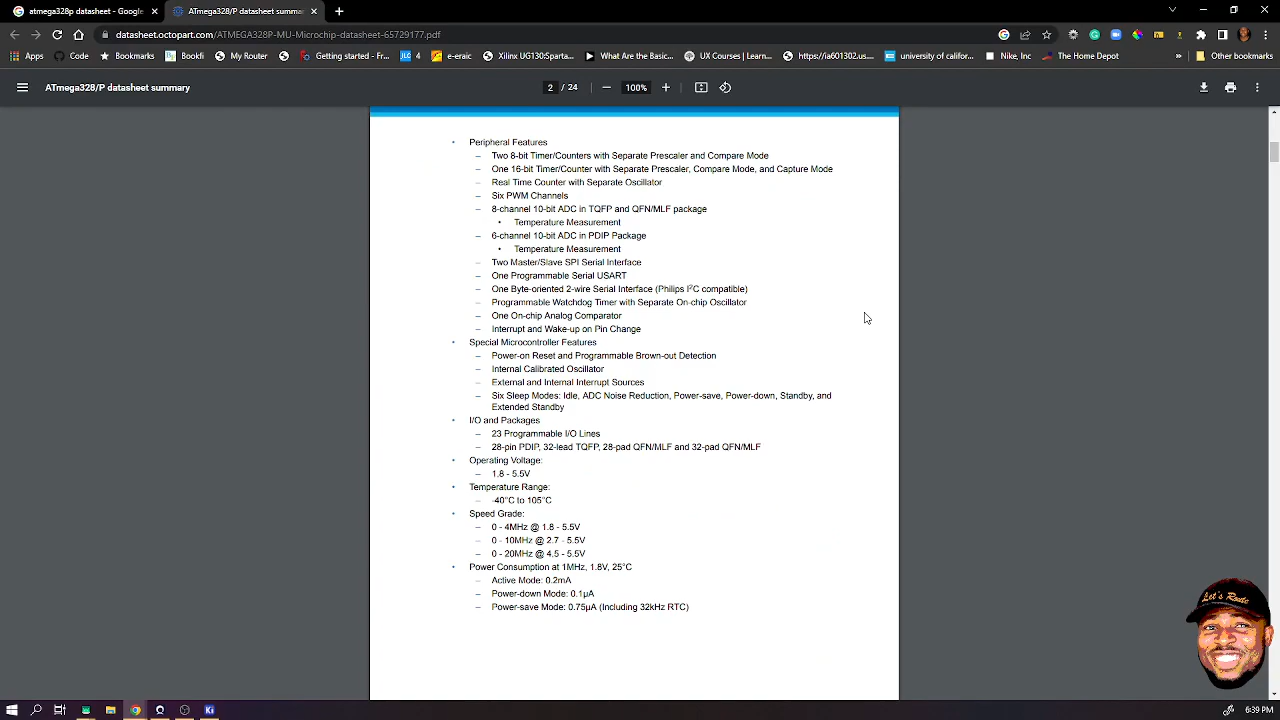 atmega328p datasheet - Google
ATmega328/P datasheet summar
datasheet.octopart.com/ATMEGA328P-MU-Microchip-datasheet-65729177.pdf
Apps
Code
Bookmarks
Bokfi
My Router
Getting started - Fr...
4
e-eraic
Xilinx UG130Sparta...
What Are the Basic...
UX Courses | Learn...
https://ia601302.us...
university of califor...
Nike, Inc
The Home Depot
»
Other bookmarks
ATmega328/P datasheet summary
2 / 24
100%
• Peripheral Features
– Two 8-bit Timer/Counters with Separate Prescaler and Compare Mode
– One 16-bit Timer/Counter with Separate Prescaler, Compare Mode, and Capture Mode
– Real Time Counter with Separate Oscillator
– Six PWM Channels
– 8-channel 10-bit ADC in TQFP and QFN/MLF package
• Temperature Measurement
– 6-channel 10-bit ADC in PDIP Package
• Temperature Measurement
– Two Master/Slave SPI Serial Interface
– One Programmable Serial USART
– One Byte-oriented 2-wire Serial Interface (Philips I²C compatible)
– Programmable Watchdog Timer with Separate On-chip Oscillator
– One On-chip Analog Comparator
– Interrupt and Wake-up on Pin Change
• Special Microcontroller Features
– Power-on Reset and Programmable Brown-out Detection
– Internal Calibrated Oscillator
– External and Internal Interrupt Sources
– Six Sleep Modes: Idle, ADC Noise Reduction, Power-save, Power-down, Standby, and
Extended Standby
• I/O and Packages
– 23 Programmable I/O Lines
– 28-pin PDIP, 32-lead TQFP, 28-pad QFN/MLF and 32-pad QFN/MLF
• Operating Voltage:
– 1.8 - 5.5V
• Temperature Range:
– -40°C to 105°C
• Speed Grade:
– 0 - 4MHz @ 1.8 - 5.5V
– 0 - 10MHz @ 2.7 - 5.5V
– 0 - 20MHz @ 4.5 - 5.5V
• Power Consumption at 1MHz, 1.8V, 25°C
– Active Mode: 0.2mA
– Power-down Mode: 0.1μA
– Power-save Mode: 0.75μA (Including 32kHz RTC)
Let's Route
6:39 PM